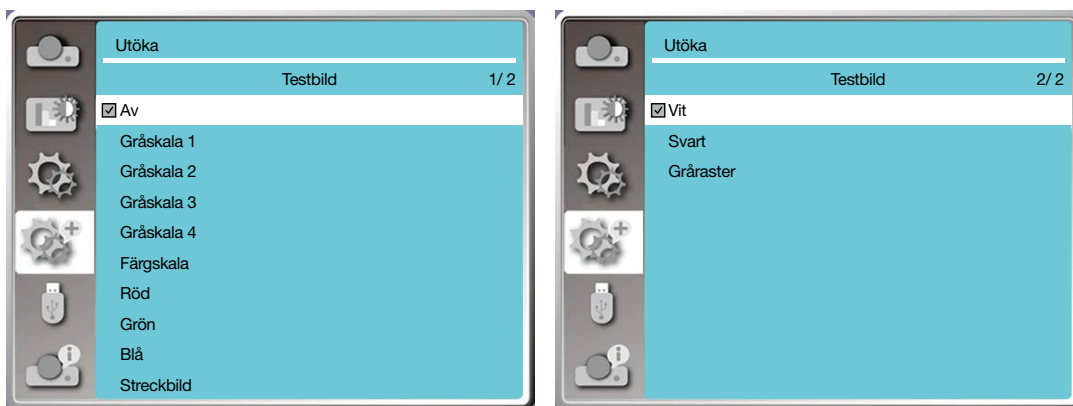 Utöka
Testbild 1/ 2
Av
Gråskala 1
Gråskala 2
Gråskala 3
Gråskala 4
Färgskala
Röd
Grön
Blå
Streckbild
Utöka
Testbild 2/ 2
Vit
Svart
Gråraster